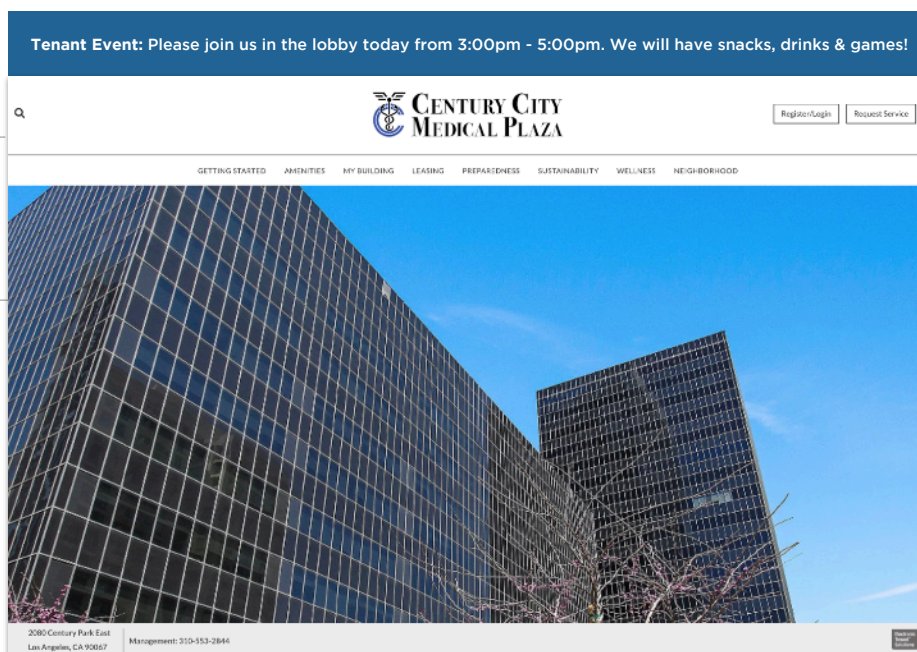 Tenant Event: Please join us in the lobby today from 3:00pm - 5:00pm. We will have snacks, drinks & games!
CENTURY CITY
MEDICAL PLAZA
Register/Login
Request Service
GETTING STARTED
AMENITIES
MY BUILDING
LEASING
PREPAREDNESS
SUSTAINABILITY
WELLNESS
NEIGHBORHOOD
2080 Century Park East
Los Angeles, CA 90067
Management: 310-553-2844